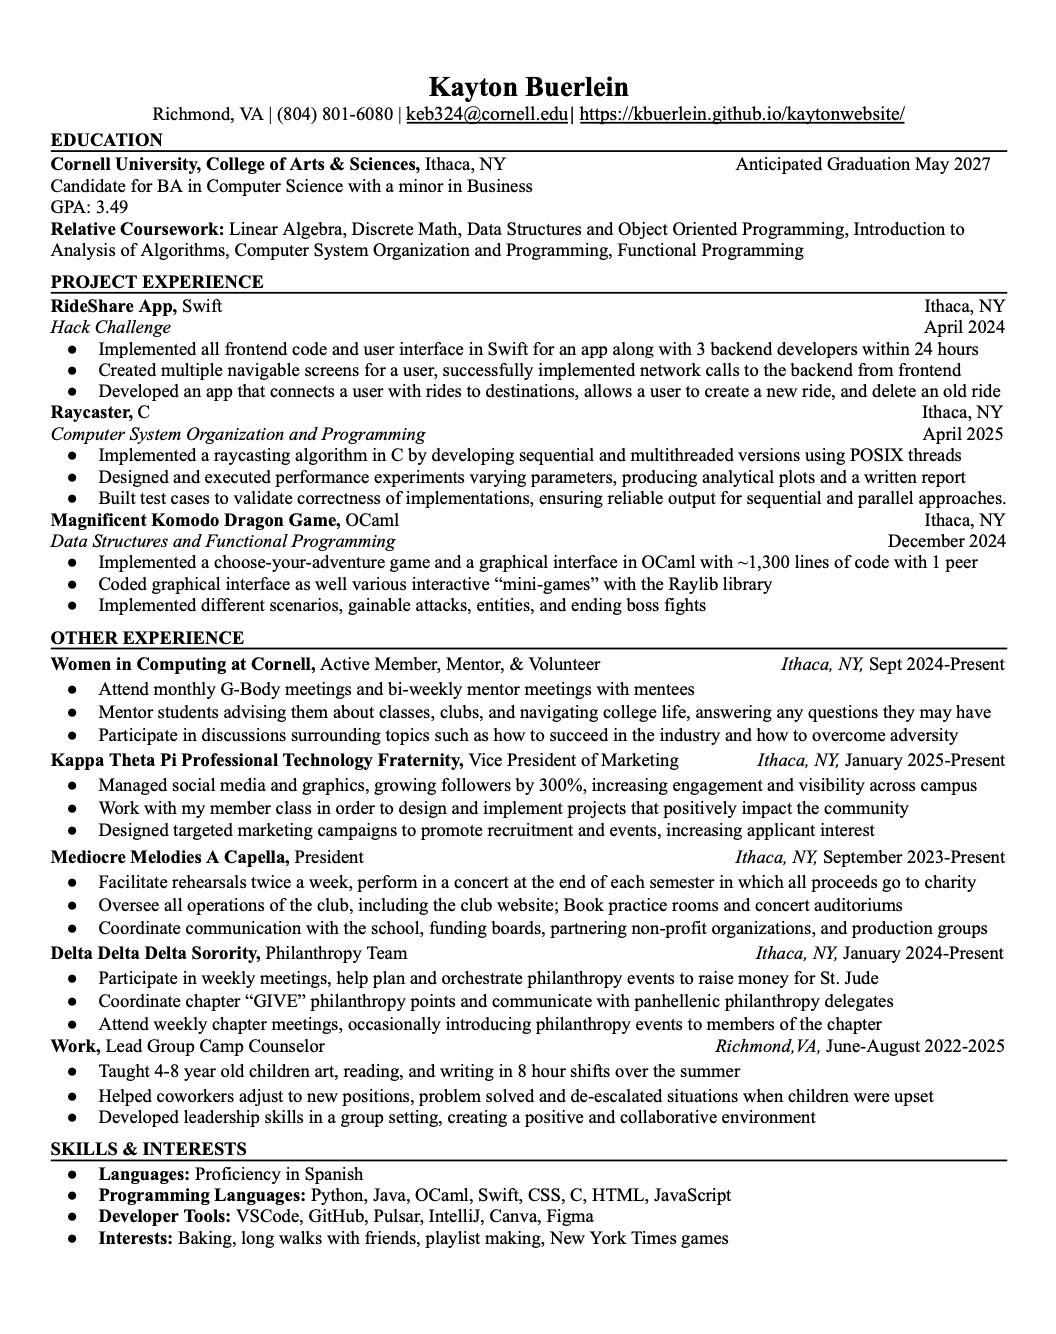 Kayton Buerlein
Richmond, VA | (804) 801-6080 | keb324@cornell.edu | https://kbuerlein.github.io/kaytonwebsite/
EDUCATION
Cornell University, College of Arts & Sciences, Ithaca, NY Anticipated Graduation May 2027
Candidate for BA in Computer Science with a minor in Business
GPA: 3.49
Relative Coursework: Linear Algebra, Discrete Math, Data Structures and Object Oriented Programming, Introduction to
Analysis of Algorithms, Computer System Organization and Programming, Functional Programming
PROJECT EXPERIENCE
RideShare App, Swift Ithaca, NY
Hack Challenge April 2024
● Implemented all frontend code and user interface in Swift for an app along with 3 backend developers within 24 hours
● Created multiple navigable screens for a user, successfully implemented network calls to the backend from frontend
● Developed an app that connects a user with rides to destinations, allows a user to create a new ride, and delete an old ride
Raycaster, C Ithaca, NY
Computer System Organization and Programming April 2025
● Implemented a raycasting algorithm in C by developing sequential and multithreaded versions using POSIX threads
● Designed and executed performance experiments varying parameters, producing analytical plots and a written report
● Built test cases to validate correctness of implementations, ensuring reliable output for sequential and parallel approaches.
Magnificent Komodo Dragon Game, OCaml Ithaca, NY
Data Structures and Functional Programming December 2024
● Implemented a choose-your-adventure game and a graphical interface in OCaml with ~1,300 lines of code with 1 peer
● Coded graphical interface as well various interactive “mini-games” with the Raylib library
● Implemented different scenarios, gainable attacks, entities, and ending boss fights
OTHER EXPERIENCE
Women in Computing at Cornell, Active Member, Mentor, & Volunteer Ithaca, NY, Sept 2024-Present
● Attend monthly G-Body meetings and bi-weekly mentor meetings with mentees
● Mentor students advising them about classes, clubs, and navigating college life, answering any questions they may have
● Participate in discussions surrounding topics such as how to succeed in the industry and how to overcome adversity
Kappa Theta Pi Professional Technology Fraternity, Vice President of Marketing Ithaca, NY, January 2025-Present
● Managed social media and graphics, growing followers by 300%, increasing engagement and visibility across campus
● Work with my member class in order to design and implement projects that positively impact the community
● Designed targeted marketing campaigns to promote recruitment and events, increasing applicant interest
Mediocre Melodies A Capella, President Ithaca, NY, September 2023-Present
● Facilitate rehearsals twice a week, perform in a concert at the end of each semester in which all proceeds go to charity
● Oversee all operations of the club, including the club website; Book practice rooms and concert auditoriums
● Coordinate communication with the school, funding boards, partnering non-profit organizations, and production groups
Delta Delta Delta Sorority, Philanthropy Team Ithaca, NY, January 2024-Present
● Participate in weekly meetings, help plan and orchestrate philanthropy events to raise money for St. Jude
● Coordinate chapter “GIVE” philanthropy points and communicate with panhellenic philanthropy delegates
● Attend weekly chapter meetings, occasionally introducing philanthropy events to members of the chapter
Work, Lead Group Camp Counselor Richmond,VA, June-August 2022-2025
● Taught 4-8 year old children art, reading, and writing in 8 hour shifts over the summer
● Helped coworkers adjust to new positions, problem solved and de-escalated situations when children were upset
● Developed leadership skills in a group setting, creating a positive and collaborative environment
SKILLS & INTERESTS
● Languages: Proficiency in Spanish
● Programming Languages: Python, Java, OCaml, Swift, CSS, C, HTML, JavaScript
● Developer Tools: VSCode, GitHub, Pulsar, IntelliJ, Canva, Figma
● Interests: Baking, long walks with friends, playlist making, New York Times games